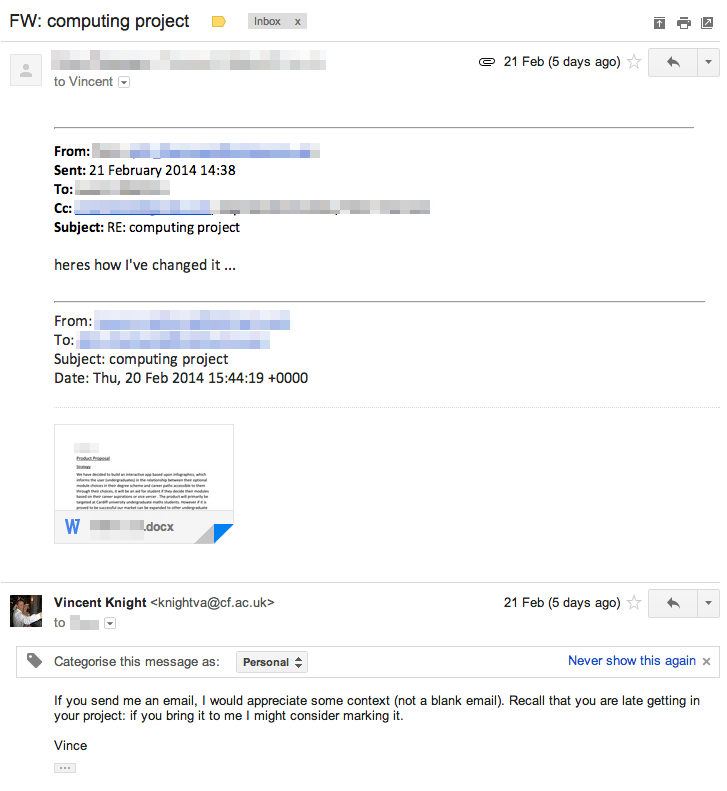 FW: computing project
Inbox x
21 Feb (5 days ago)
to Vincent
From:
Sent: 21 February 2014 14:38
To:
Cc:
Subject: RE: computing project
heres how I've changed it ...
From:
To:
Subject: computing project
Date: Thu, 20 Feb 2014 15:44:19 +0000
Product Proposal
Strategy
We have decided to build an interactive app based upon infographics, which
informs the user (undergraduates) in the relationship between their optional
module choices in their degree scheme and career paths accessible to them
through their choices, it will be an aid for student if they decide their modules
based on their career aspirations or vice verser . The product will primarily be
targeted at Cardiff university undergraduate maths students. However if it is
proved to be successful our market can be expanded to other undergraduate
W .docx
Vincent Knight <knightva@cf.ac.uk>
21 Feb (5 days ago)
to
Categorise this message as: Personal
Never show this again x
If you send me an email, I would appreciate some context (not a blank email). Recall that you are late getting in
your project: if you bring it to me I might consider marking it.
Vince